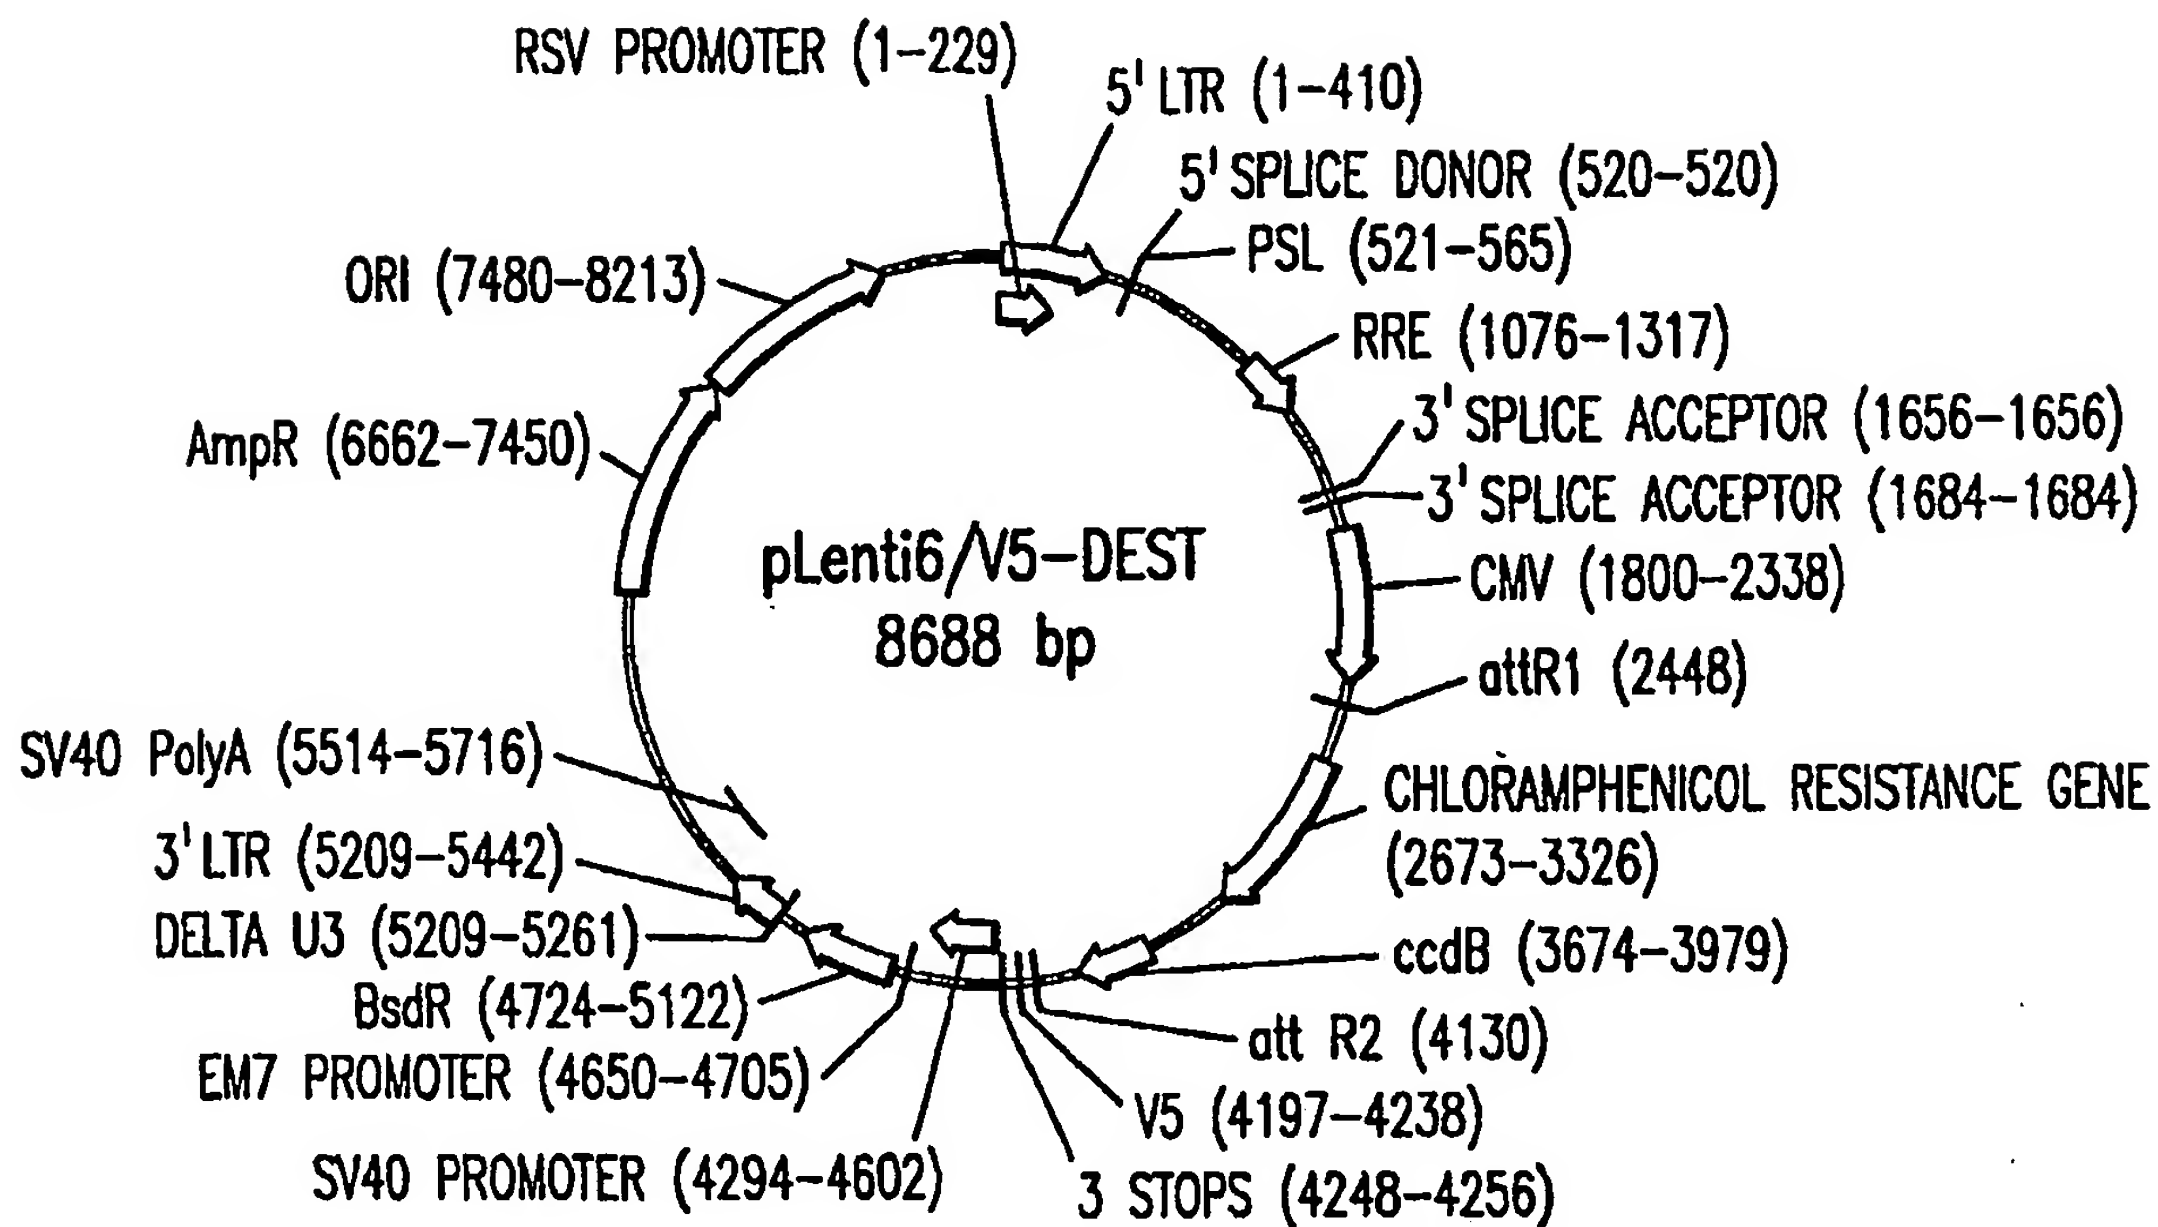 RSV PROMOTER (1-229)
5' LTR (1-410)
5' SPLICE DONOR (520-520)
PSL (521-565)
RRE (1076-1317)
3' SPLICE ACCEPTOR (1656-1656)
3' SPLICE ACCEPTOR (1684-1684)
CMV (1800-2338)
attR1 (2448)
CHLORAMPHENICOL RESISTANCE GENE
(2673-3326)
ccdB (3674-3979)
att R2 (4130)
V5 (4197-4238)
3 STOPS (4248-4256)
SV40 PROMOTER (4294-4602)
EM7 PROMOTER (4650-4705)
BsdR (4724-5122)
DELTA U3 (5209-5261)
3' LTR (5209-5442)
SV40 PolyA (5514-5716)
AmpR (6662-7450)
ORI (7480-8213)
pLenti6/V5-DEST
8688 bp